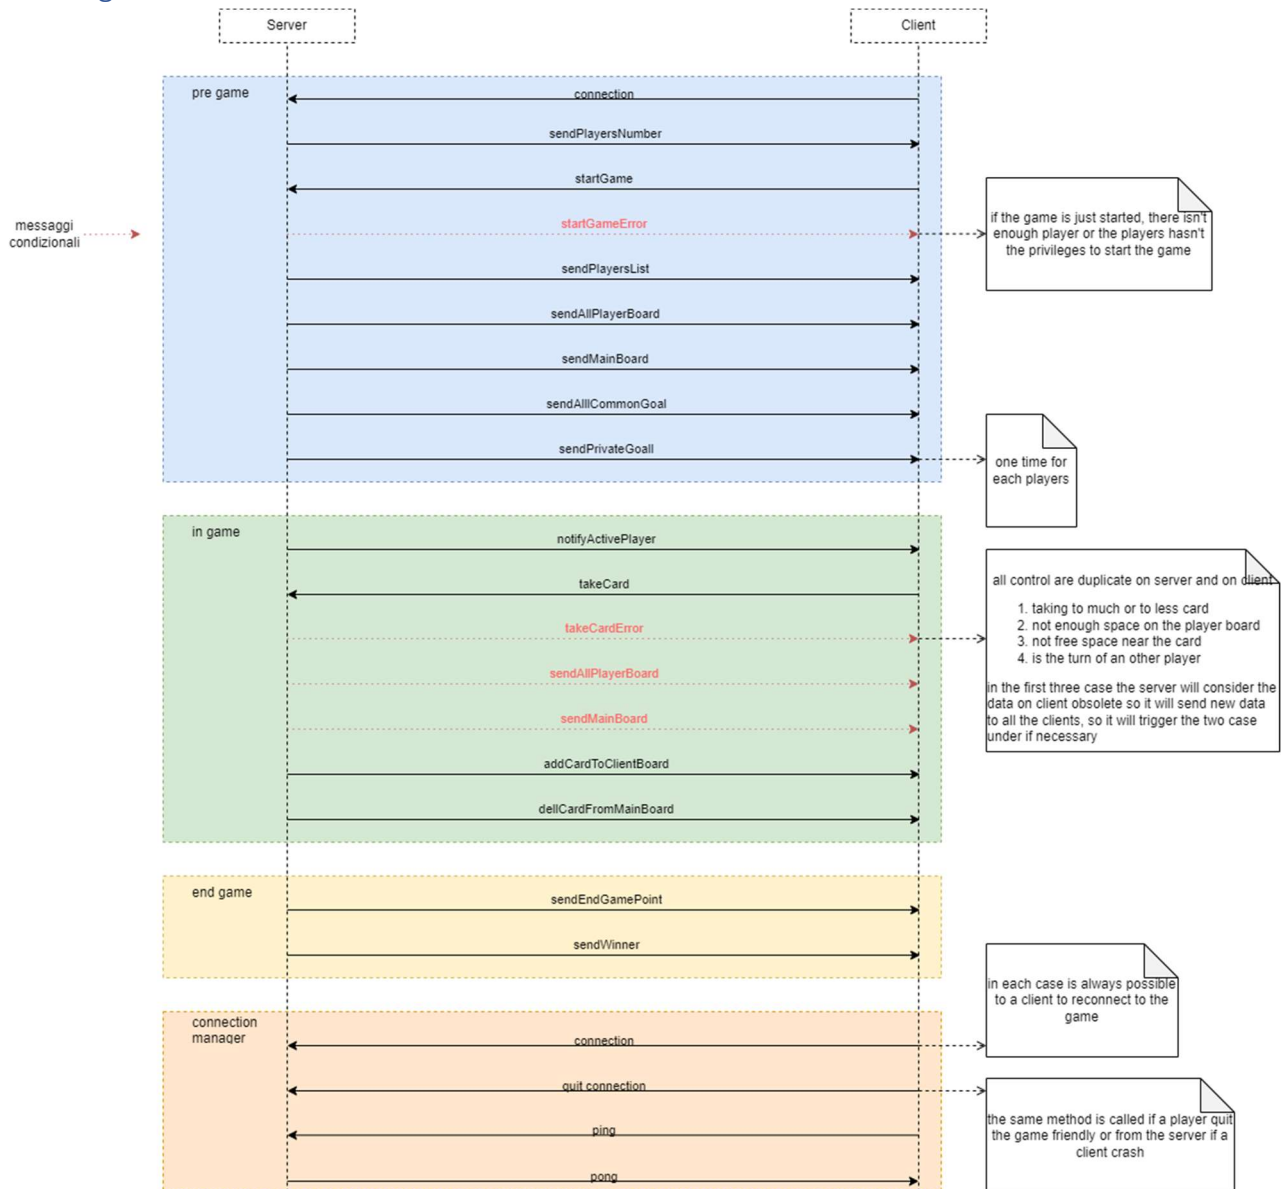 Server
Client
pre game
connection
sendPlayersNumber
startGame
messaggi
condizionali
startGameError
if the game is just started, there isn't
enough player or the players hasn't
the privileges to start the game
sendPlayersList
sendAllPlayerBoard
sendMainBoard
sendAlllCommonGoal
sendPrivateGoall
one time for
each players
in game
notifyActivePlayer
takeCard
takeCardError
sendAllPlayerBoard
sendMainBoard
addCardToClientBoard
dellCardFromMainBoard
all control are duplicate on server and on client
1. taking to much or to less card
2. not enough space on the player board
3. not free space near the card
4. is the turn of an other player
in the first three case the server will consider the
data on client obsolete so it will send new data
to all the clients, so it will trigger the two case
under if necessary
end game
sendEndGamePoint
sendWinner
connection
manager
connection
in each case is always possible
to a client to reconnect to the
game
quit connection
ping
pong
the same method is called if a player quit
the game friendly or from the server if a
client crash